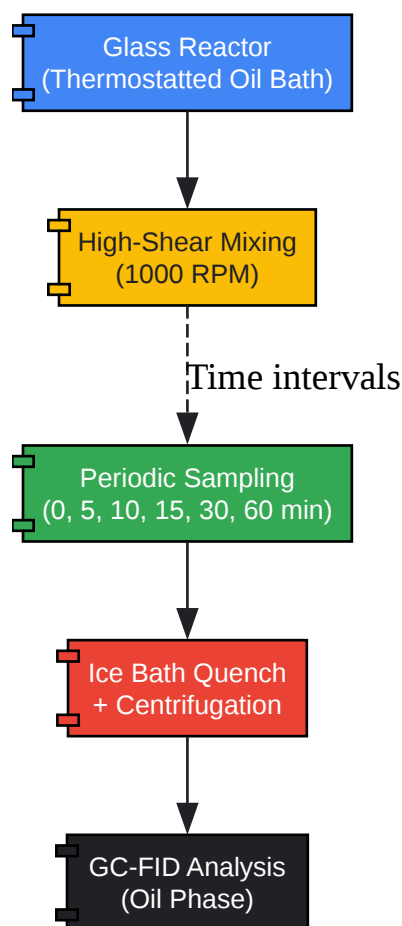 Glass Reactor
(Thermostatted Oil Bath)
High-Shear Mixing
(1000 RPM)
Time intervals
Periodic Sampling
(0, 5, 10, 15, 30, 60 min)
Ice Bath Quench
+ Centrifugation
GC-FID Analysis
(Oil Phase)